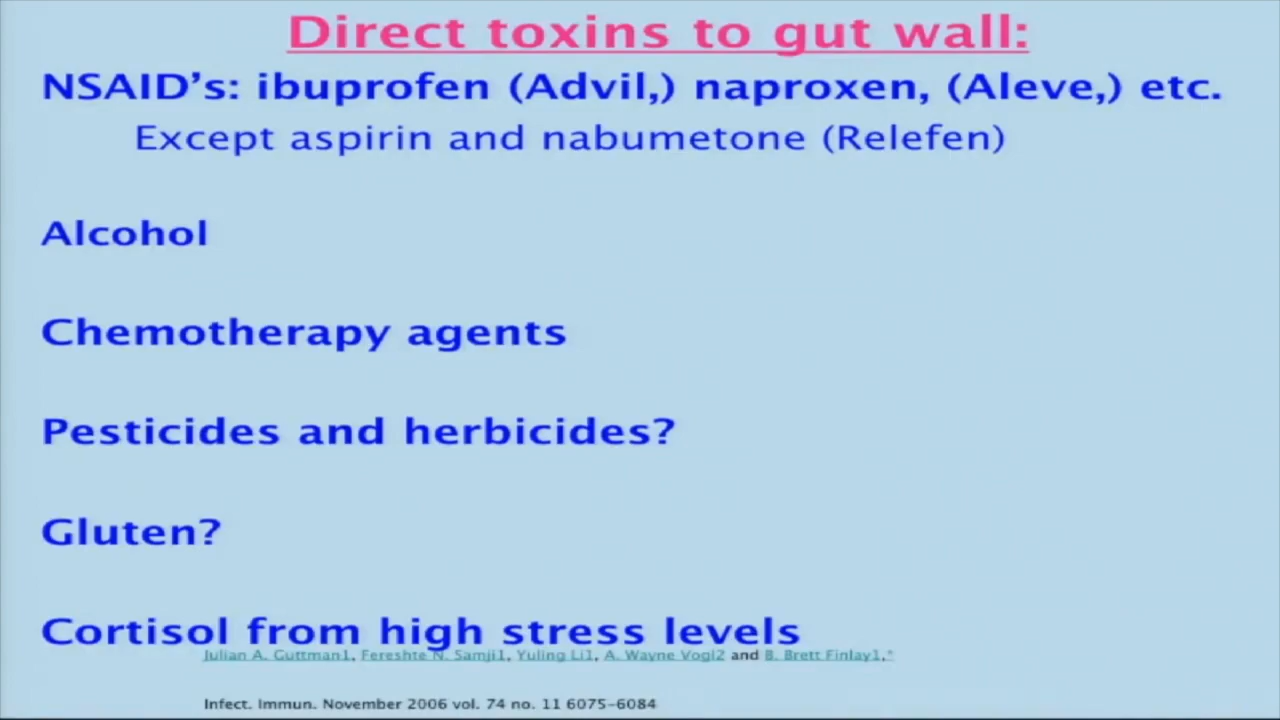 Direct toxins to gut wall:
NSAID’s: ibuprofen (Advil,) naproxen, (Aleve,) etc.
Except aspirin and nabumetone (Relefen)
Alcohol
Chemotherapy agents
Pesticides and herbicides?
Gluten?
Cortisol from high stress levels
Julian A. Guttman1, Fereshte N. Samji1, Yuling Li1, A. Wayne Vogl2 and B. Brett Finlay1,*
Infect. Immun. November 2006 vol. 74 no. 11 6075-6084